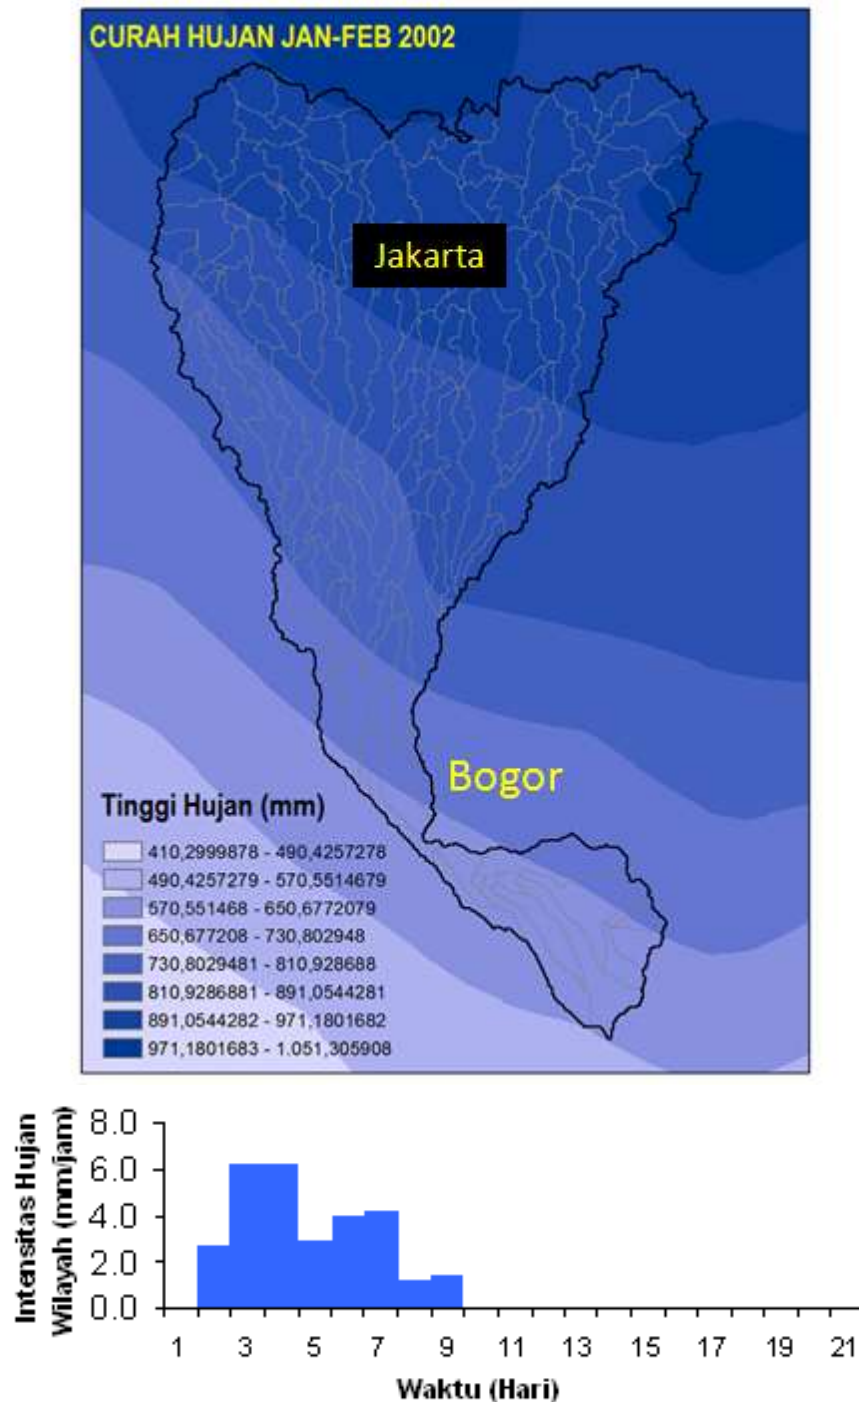 CURAH HUJAN JAN-FEB 2002
Jakarta
Bogor
Tinggi Hujan (mm)
410,2999878 - 490,4257278
490,4257279 - 570,5514679
570,551468 - 650,6772079
650,677208 - 730,802948
730,8029481 - 810,928688
810,9286881 - 891,0544281
891,0544282 - 971,1801682
971,1801683 - 1.051,305908
Intensitas Hujan
Wilayah (mm/jam)
8.0
6.0
4.0
2.0
0.0
1 3 5 7 9 11 13 15 17 19 21
Waktu (Hari)